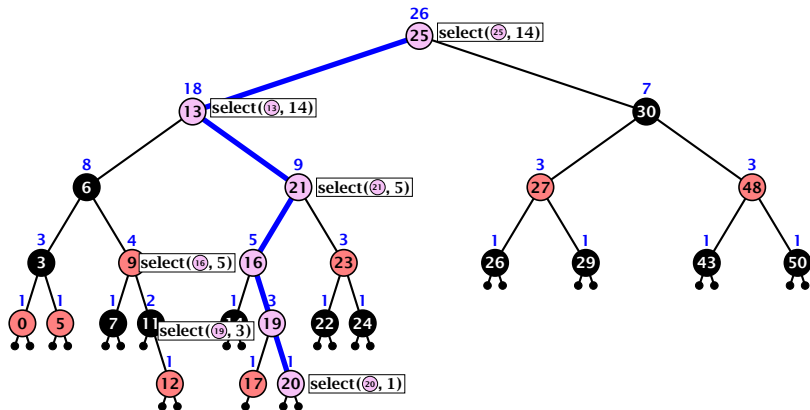 26
25 select(25, 14)
18 7
13 select(13, 14) 30
8 9 3 3
6 21 select(21, 5) 27 48
3 4 5 3 1 1 1 1
3 9 select(16, 5) 16 23 26 29 43 50
1 1 1 2 1 3 1 1
0 5 7 11 select(19, 3) 14 19 22 24
1 1 1
12 17 20 select(20, 1)